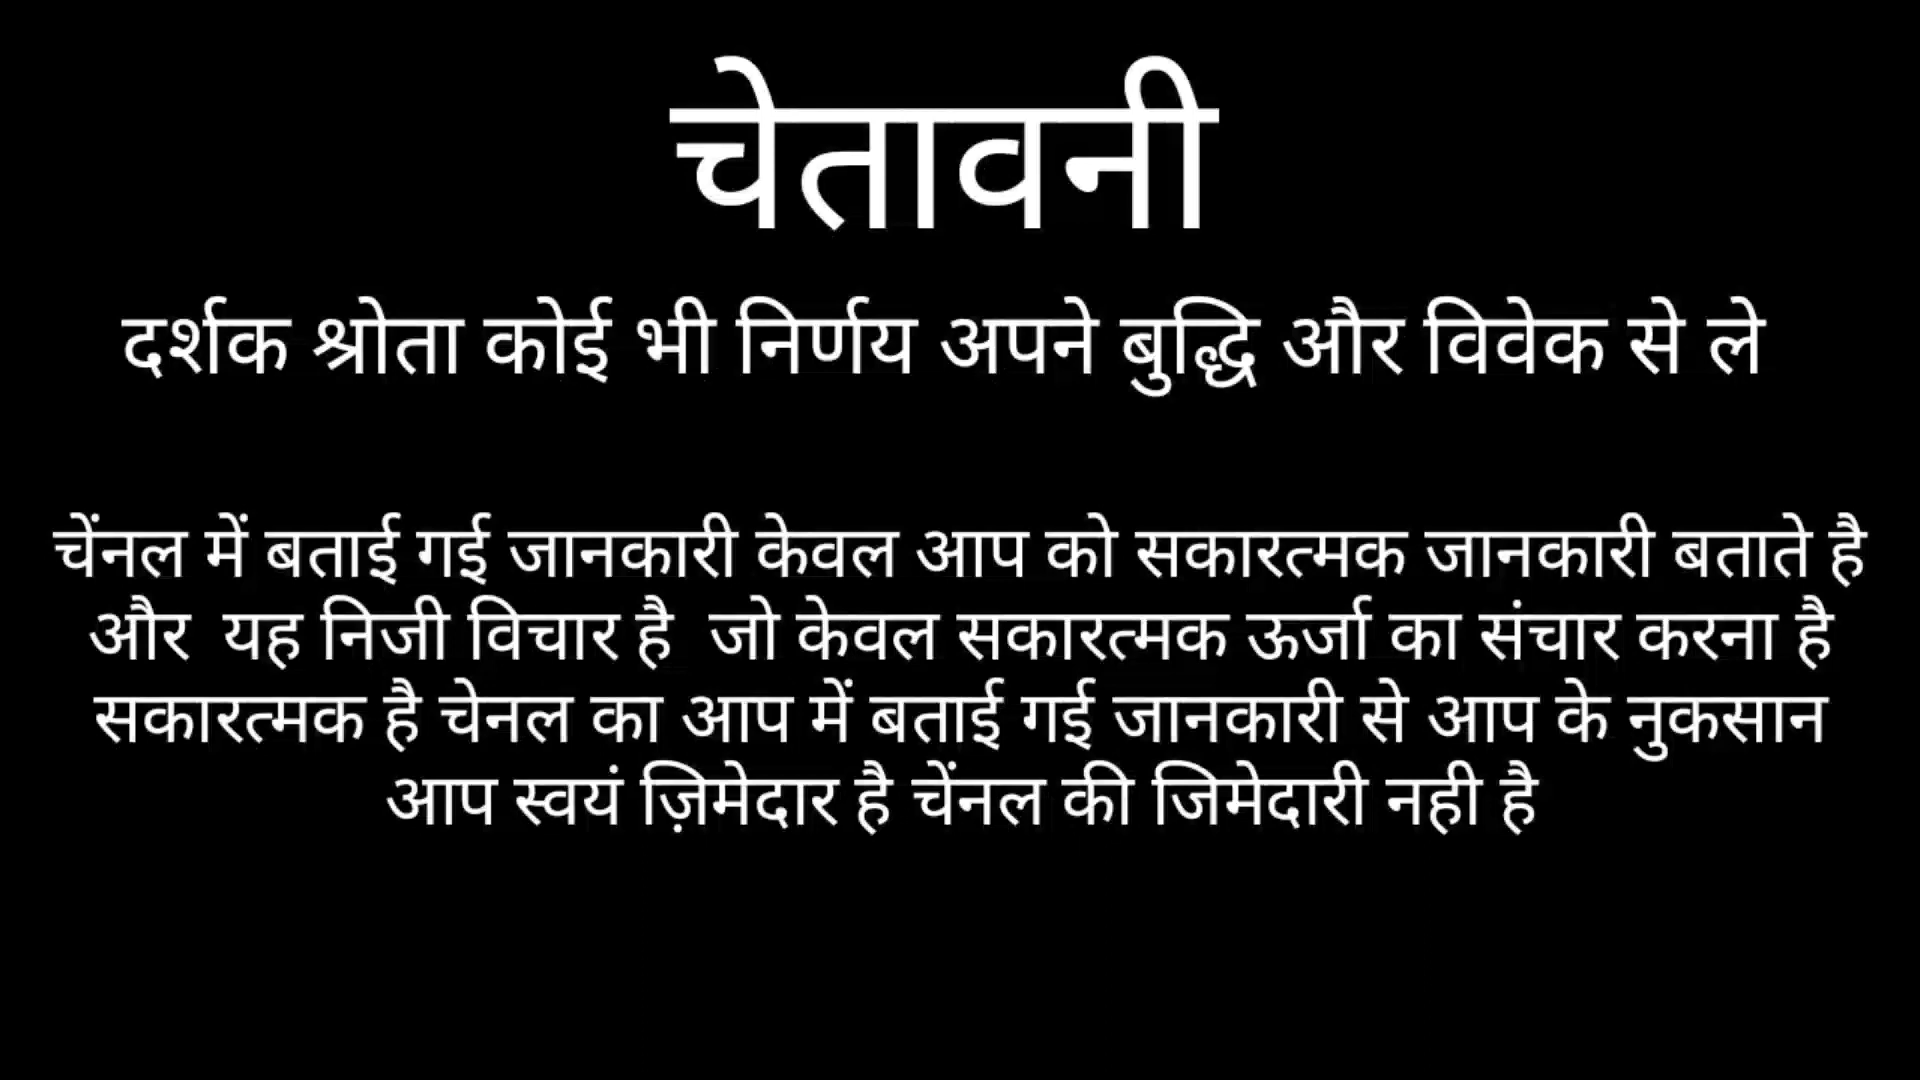 चेतावनी
दर्शक श्रोता कोई भी निर्णय अपने बुद्धि और विवेक से ले
चेंनल में बताई गई जानकारी केवल आप को सकारत्मक जानकारी बताते है
और यह निजी विचार है जो केवल सकारत्मक ऊर्जा का संचार करना है
सकारत्मक है चेनल का आप में बताई गई जानकारी से आप के नुकसान
आप स्वयं ज़िमेदार है चेंनल की जिमेदारी नही है